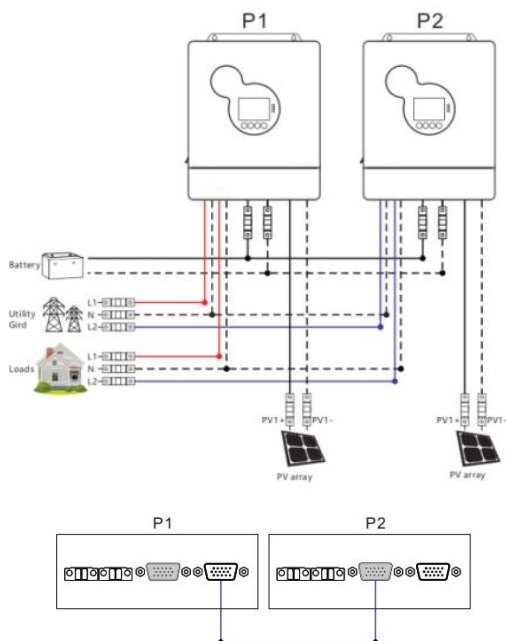 P1 P2
Battery
Utility
Gird
L1
N
L2
Loads
L1
N
L2
PV1+ PV1- PV1+ PV1-
PV array PV array
P1 P2